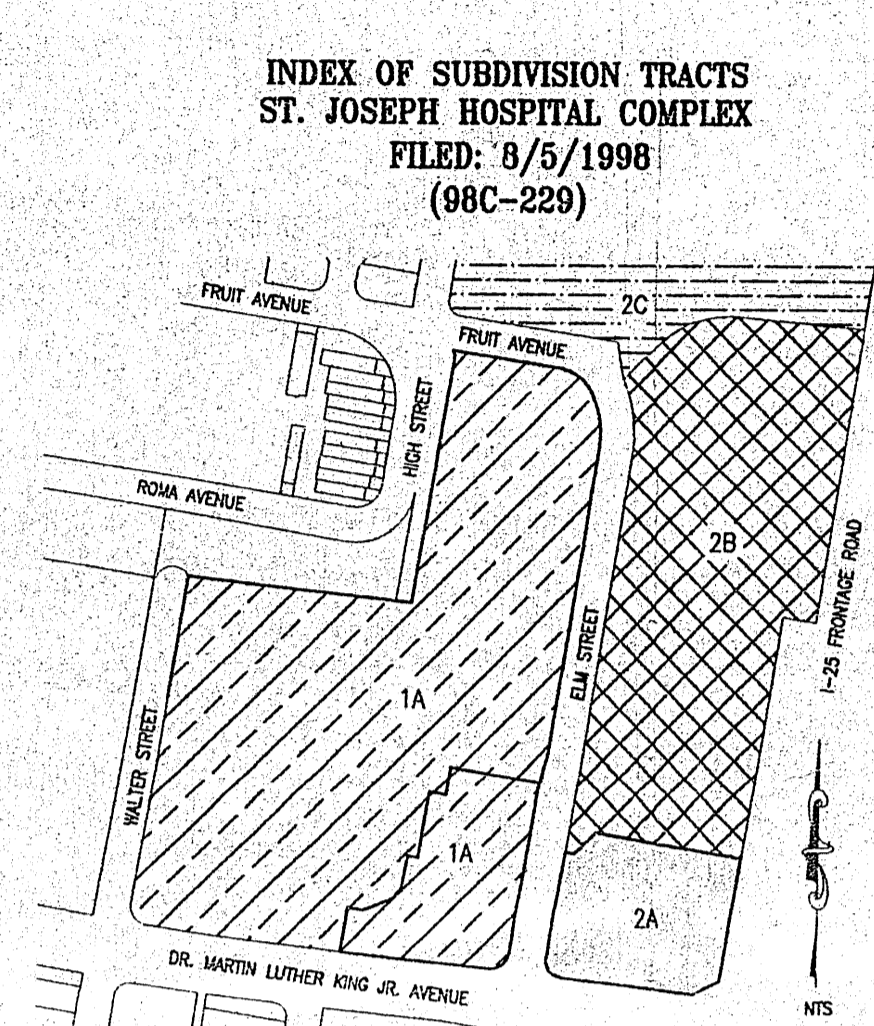 INDEX OF SUBDIVISION TRACTS
ST. JOSEPH HOSPITAL COMPLEX
FILED: 8/5/1998
(98C-229)
FRUIT AVENUE
2C
FRUIT AVENUE
HIGH STREET
ROMA AVENUE
2B
I-25 FRONTAGE ROAD
ELM STREET
1A
WALTER STREET
1A
2A
DR. MARTIN LUTHER KING JR. AVENUE
NTS